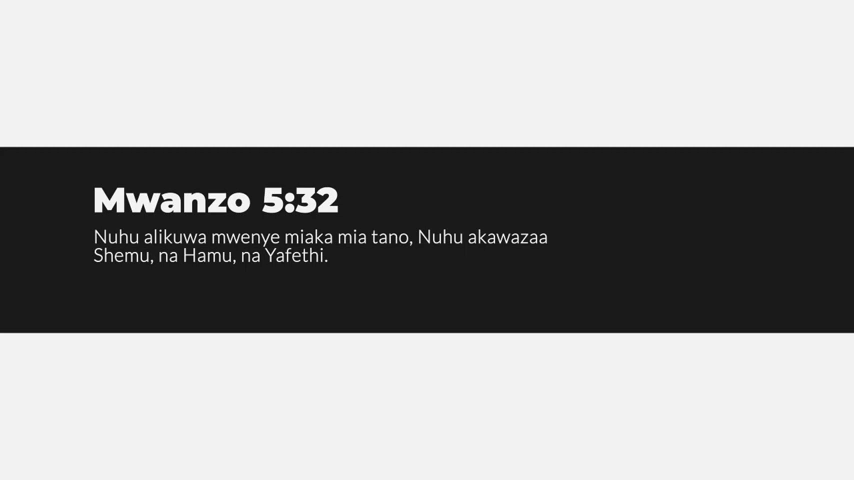 Mwanzo 5:32
Nuhu alikuwa mwenye miaka mia tano, Nuhu akawazaa
Shemu, na Hamu, na Yafethi.